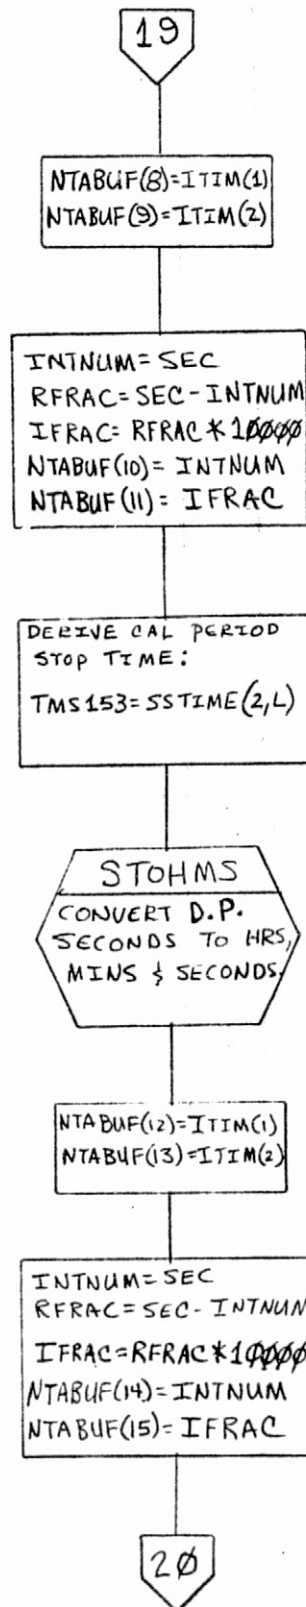 19
NTABUF(8)=ITIM(1)
NTABUF(9)=ITIM(2)
INTNUM=SEC
RFRAC=SEC-INTNUM
IFRAC=RFRAC*1ØØØØ
NTABUF(10)=INTNUM
NTABUF(11)=IFRAC
DERIVE CAL PERIOD
STOP TIME:
TMS153=SSTIME(2,L)
STOHMS
CONVERT D.P.
SECONDS TO HRS,
MINS & SECONDS.
NTABUF(12)=ITIM(1)
NTABUF(13)=ITIM(2)
INTNUM=SEC
RFRAC=SEC-INTNUM
IFRAC=RFRAC*1ØØØØ
NTABUF(14)=INTNUM
NTABUF(15)=IFRAC
2Ø